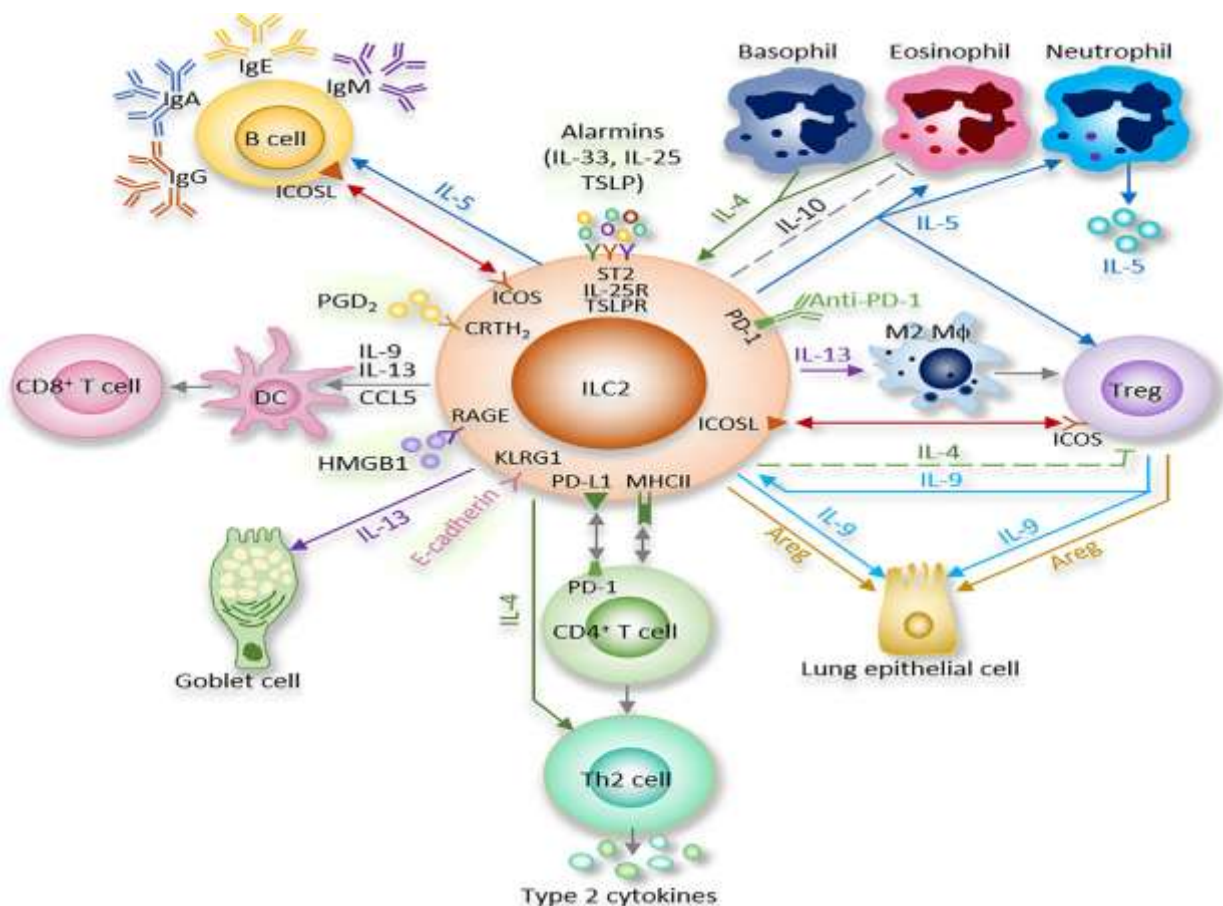 Basophil
Eosinophil
Neutrophil
IgE
IgM
IgA
B cell
IgG
ICOSL
Alarmins
(IL-33, IL-25
TSLP)
IL-5
IL-4
IL-10
IL-5
IL-5
ST2
IL-25R
TSLPR
ICOS
PGD₂
CRTH₂
PD-1
Anti-PD-1
M2 Mϕ
IL-13
IL-9
IL-13
CCL5
CD8⁺ T cell
DC
ILC2
Treg
RAGE
ICOSL
ICOS
HMGB1
KLRG1
IL-4
PD-L1
MHCII
IL-9
IL-13
E-cadherin
IL-9
Areg
IL-9
Areg
PD-1
IL-4
CD4⁺ T cell
Goblet cell
Lung epithelial cell
Th2 cell
Type 2 cytokines